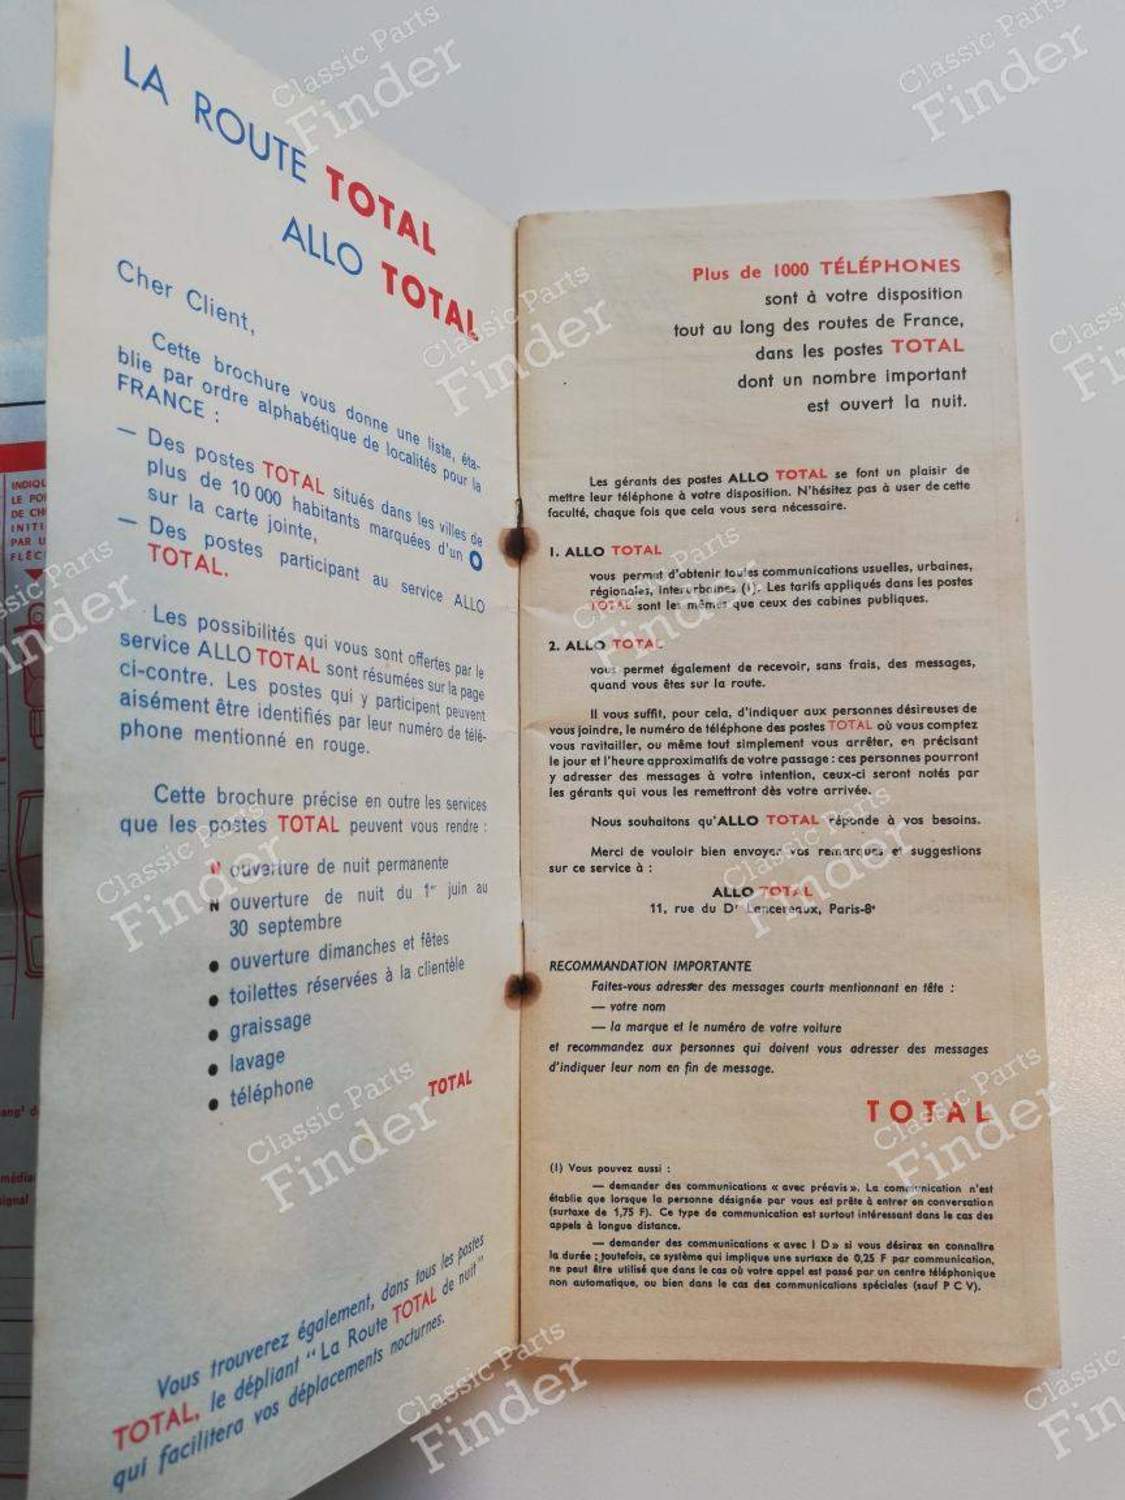 LA ROUTE TOTAL
ALLO TOTAL
Cher Client,
Cette brochure vous donne une liste, éta-
blie par ordre alphabétique de localités pour la
FRANCE :
— Des postes TOTAL situés dans les villes de
plus de 10 000 habitants marquées d'un O
sur la carte jointe,
— Des postes participant au service ALLO
TOTAL.
Les possibilités qui vous sont offertes par le
service ALLO TOTAL sont résumées sur la page
ci-contre. Les postes qui y participent peuvent
aisément être identifiés par leur numéro de télé-
phone mentionné en rouge.
Cette brochure précise en outre les services
que les postes TOTAL peuvent vous rendre :
N ouverture de nuit permanente
N ouverture de nuit du 1er juin au
30 septembre
● ouverture dimanches et fêtes
● toilettes réservées à la clientèle
● graissage
● lavage
● téléphone
TOTAL
Vous trouverez également, dans tous les postes
TOTAL, le dépliant "La Route TOTAL de nuit"
qui facilitera vos déplacements nocturnes.
Plus de 1000 TÉLÉPHONES
sont à votre disposition
tout au long des routes de France,
dans les postes TOTAL
dont un nombre important
est ouvert la nuit.
Les gérants des postes ALLO TOTAL se font un plaisir de
mettre leur téléphone à votre disposition. N'hésitez pas à user de cette
faculté, chaque fois que cela vous sera nécessaire.
1. ALLO TOTAL
vous permet d'obtenir toutes communications usuelles, urbaines,
régionales, interurbaines (1). Les tarifs appliqués dans les postes
TOTAL sont les mêmes que ceux des cabines publiques.
2. ALLO TOTAL
vous permet également de recevoir, sans frais, des messages,
quand vous êtes sur la route.
Il vous suffit, pour cela, d'indiquer aux personnes désireuses de
vous joindre, le numéro de téléphone des postes TOTAL où vous comptez
vous ravitailler, ou même tout simplement vous arrêter, en précisant
le jour et l'heure approximatifs de votre passage : ces personnes pourront
y adresser des messages à votre intention, ceux-ci seront notés par
les gérants qui vous les remettront dès votre arrivée.
Nous souhaitons qu'ALLO TOTAL réponde à vos besoins.
Merci de vouloir bien envoyer vos remarques et suggestions
sur ce service à :
ALLO TOTAL
11, rue du Dr Lancereaux, Paris-8e
RECOMMANDATION IMPORTANTE
Faites-vous adresser des messages courts mentionnant en tête :
— votre nom
— la marque et le numéro de votre voiture
et recommandez aux personnes qui doivent vous adresser des messages
d'indiquer leur nom en fin de message.
TOTAL
(1) Vous pouvez aussi :
— demander des communications « avec préavis ». La communication n'est
établie que lorsque la personne désignée par vous est prête à entrer en conversation
(surtaxe de 1,75 F). Ce type de communication est surtout intéressant dans le cas des
appels à longue distance.
— demander des communications « avec I D » si vous désirez en connaître
la durée ; toutefois, ce système qui implique une surtaxe de 0,25 F par communication,
ne peut être utilisé que dans le cas où votre appel est passé par un centre téléphonique
non automatique, ou bien dans le cas des communications spéciales (sauf P C V).
Classic Parts
Finder